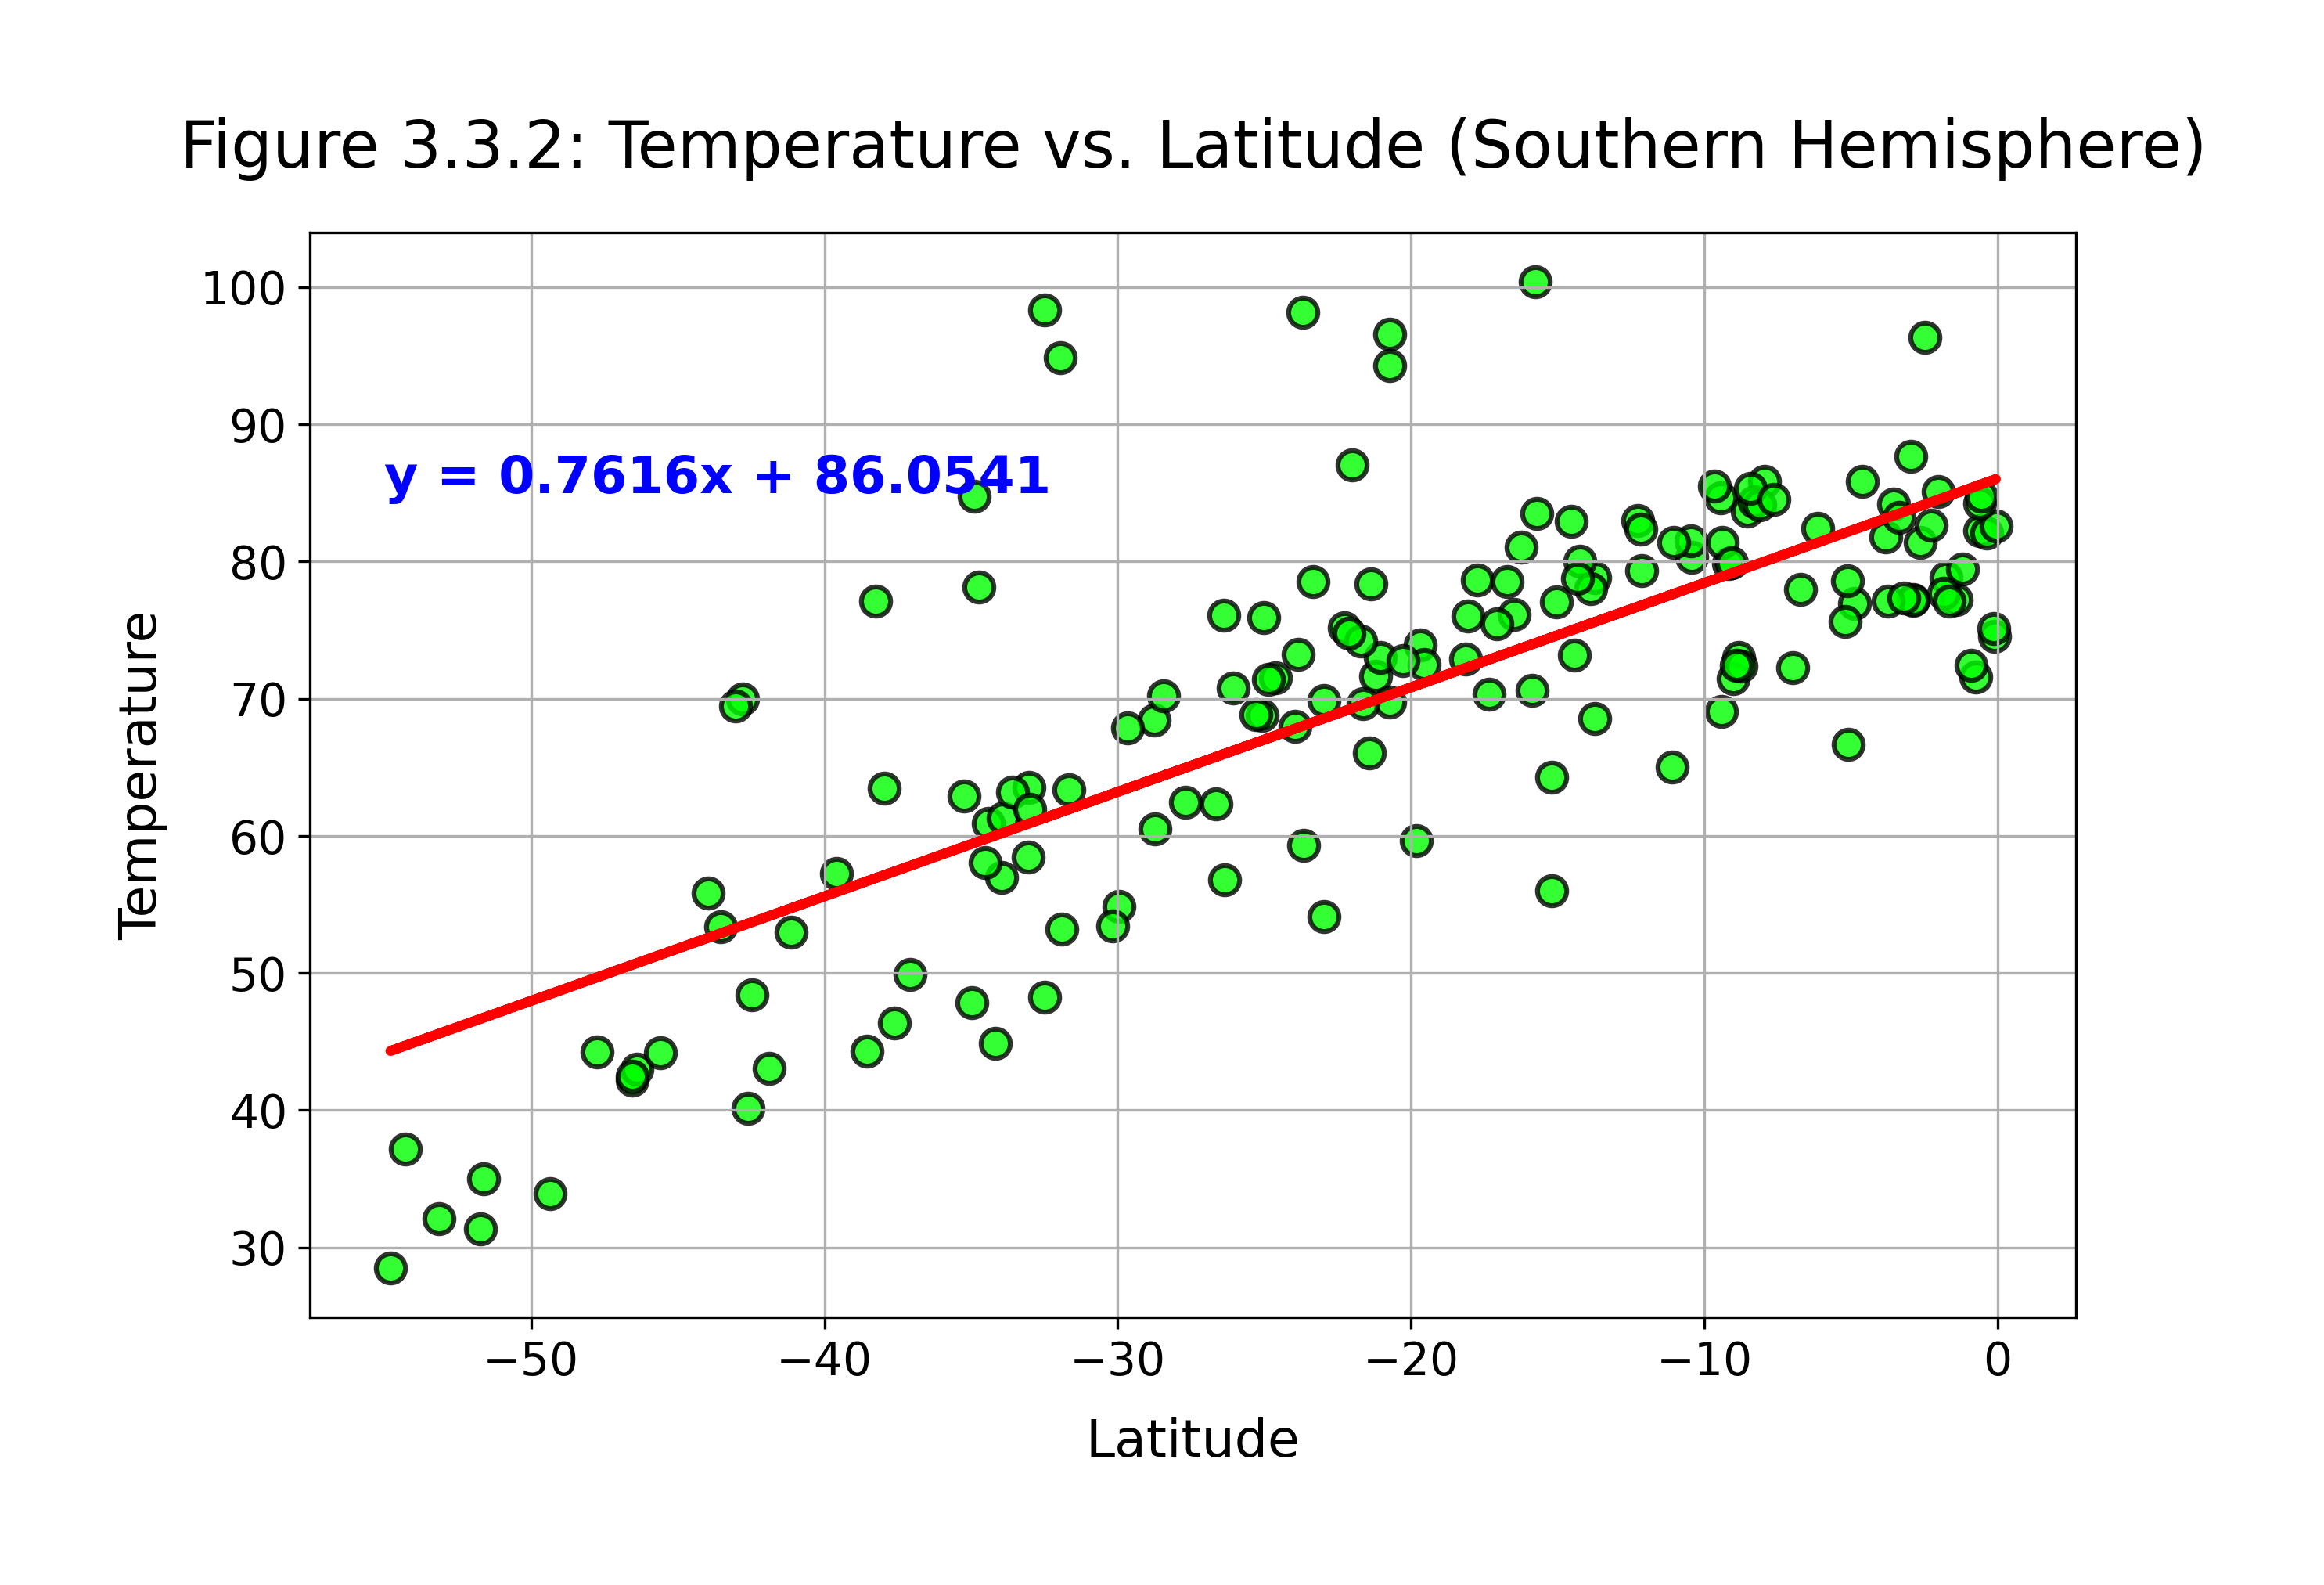 Figure 3.3.2: Temperature vs. Latitude (Southern Hemisphere)
100
90
y = 0.7616x + 86.0541
80
70
60
50
40
30
Temperature
−50 −40 −30 −20 −10 0
Latitude